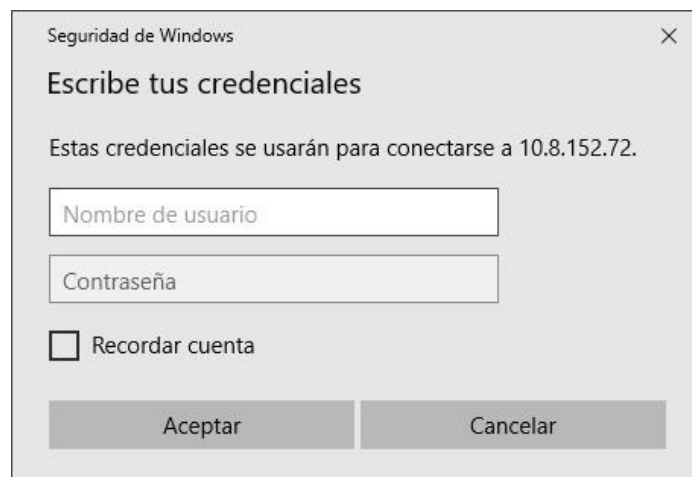 Seguridad de Windows
Escribe tus credenciales
Estas credenciales se usarán para conectarse a 10.8.152.72.
Nombre de usuario
Contraseña
Recordar cuenta
Aceptar
Cancelar